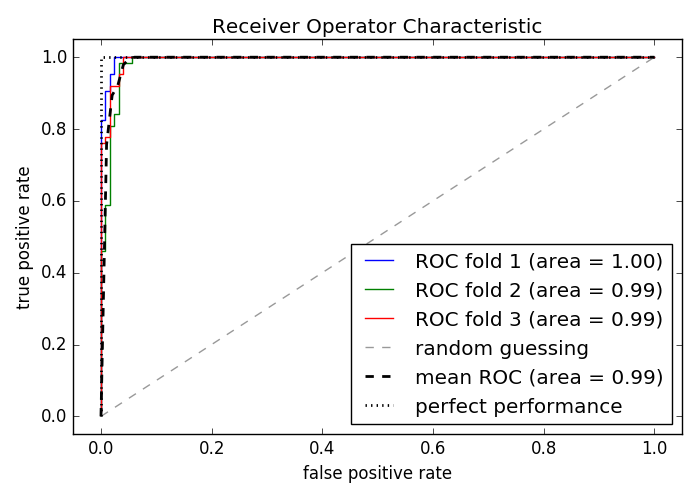 Receiver Operator Characteristic
1.0
0.8
0.6
0.4
0.2
0.0
true positive rate
ROC fold 1 (area = 1.00)
ROC fold 2 (area = 0.99)
ROC fold 3 (area = 0.99)
random guessing
mean ROC (area = 0.99)
perfect performance
0.0 0.2 0.4 0.6 0.8 1.0
false positive rate